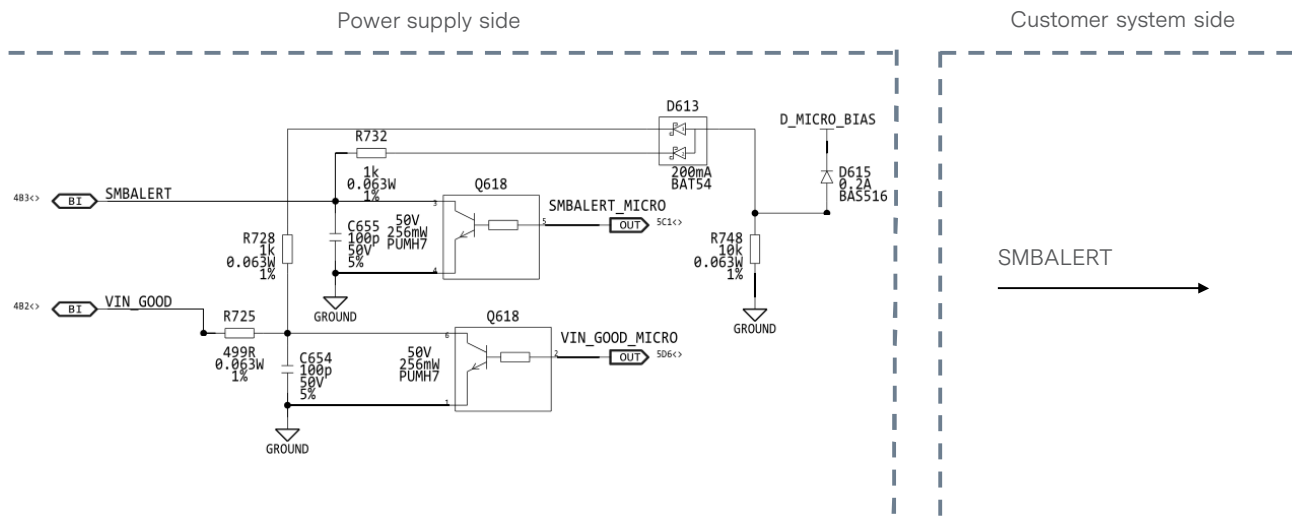 Power supply side
Customer system side
D613
D_MICRO_BIAS
R732
1k
0.063W
1%
200mA
BAT54
D615
0.2A
BAS516
4B3<>
BI
SMBALERT
Q618
3
5
4
50V
256mW
PUMH7
SMBALERT_MICRO
OUT
5C1<>
C655
100p
50V
5%
R728
1k
0.063W
1%
R748
10k
0.063W
1%
SMBALERT
GROUND
GROUND
4B2<>
BI
VIN_GOOD
R725
499R
0.063W
1%
Q618
6
2
1
50V
256mW
PUMH7
VIN_GOOD_MICRO
OUT
5D6<>
C654
100p
50V
5%
GROUND